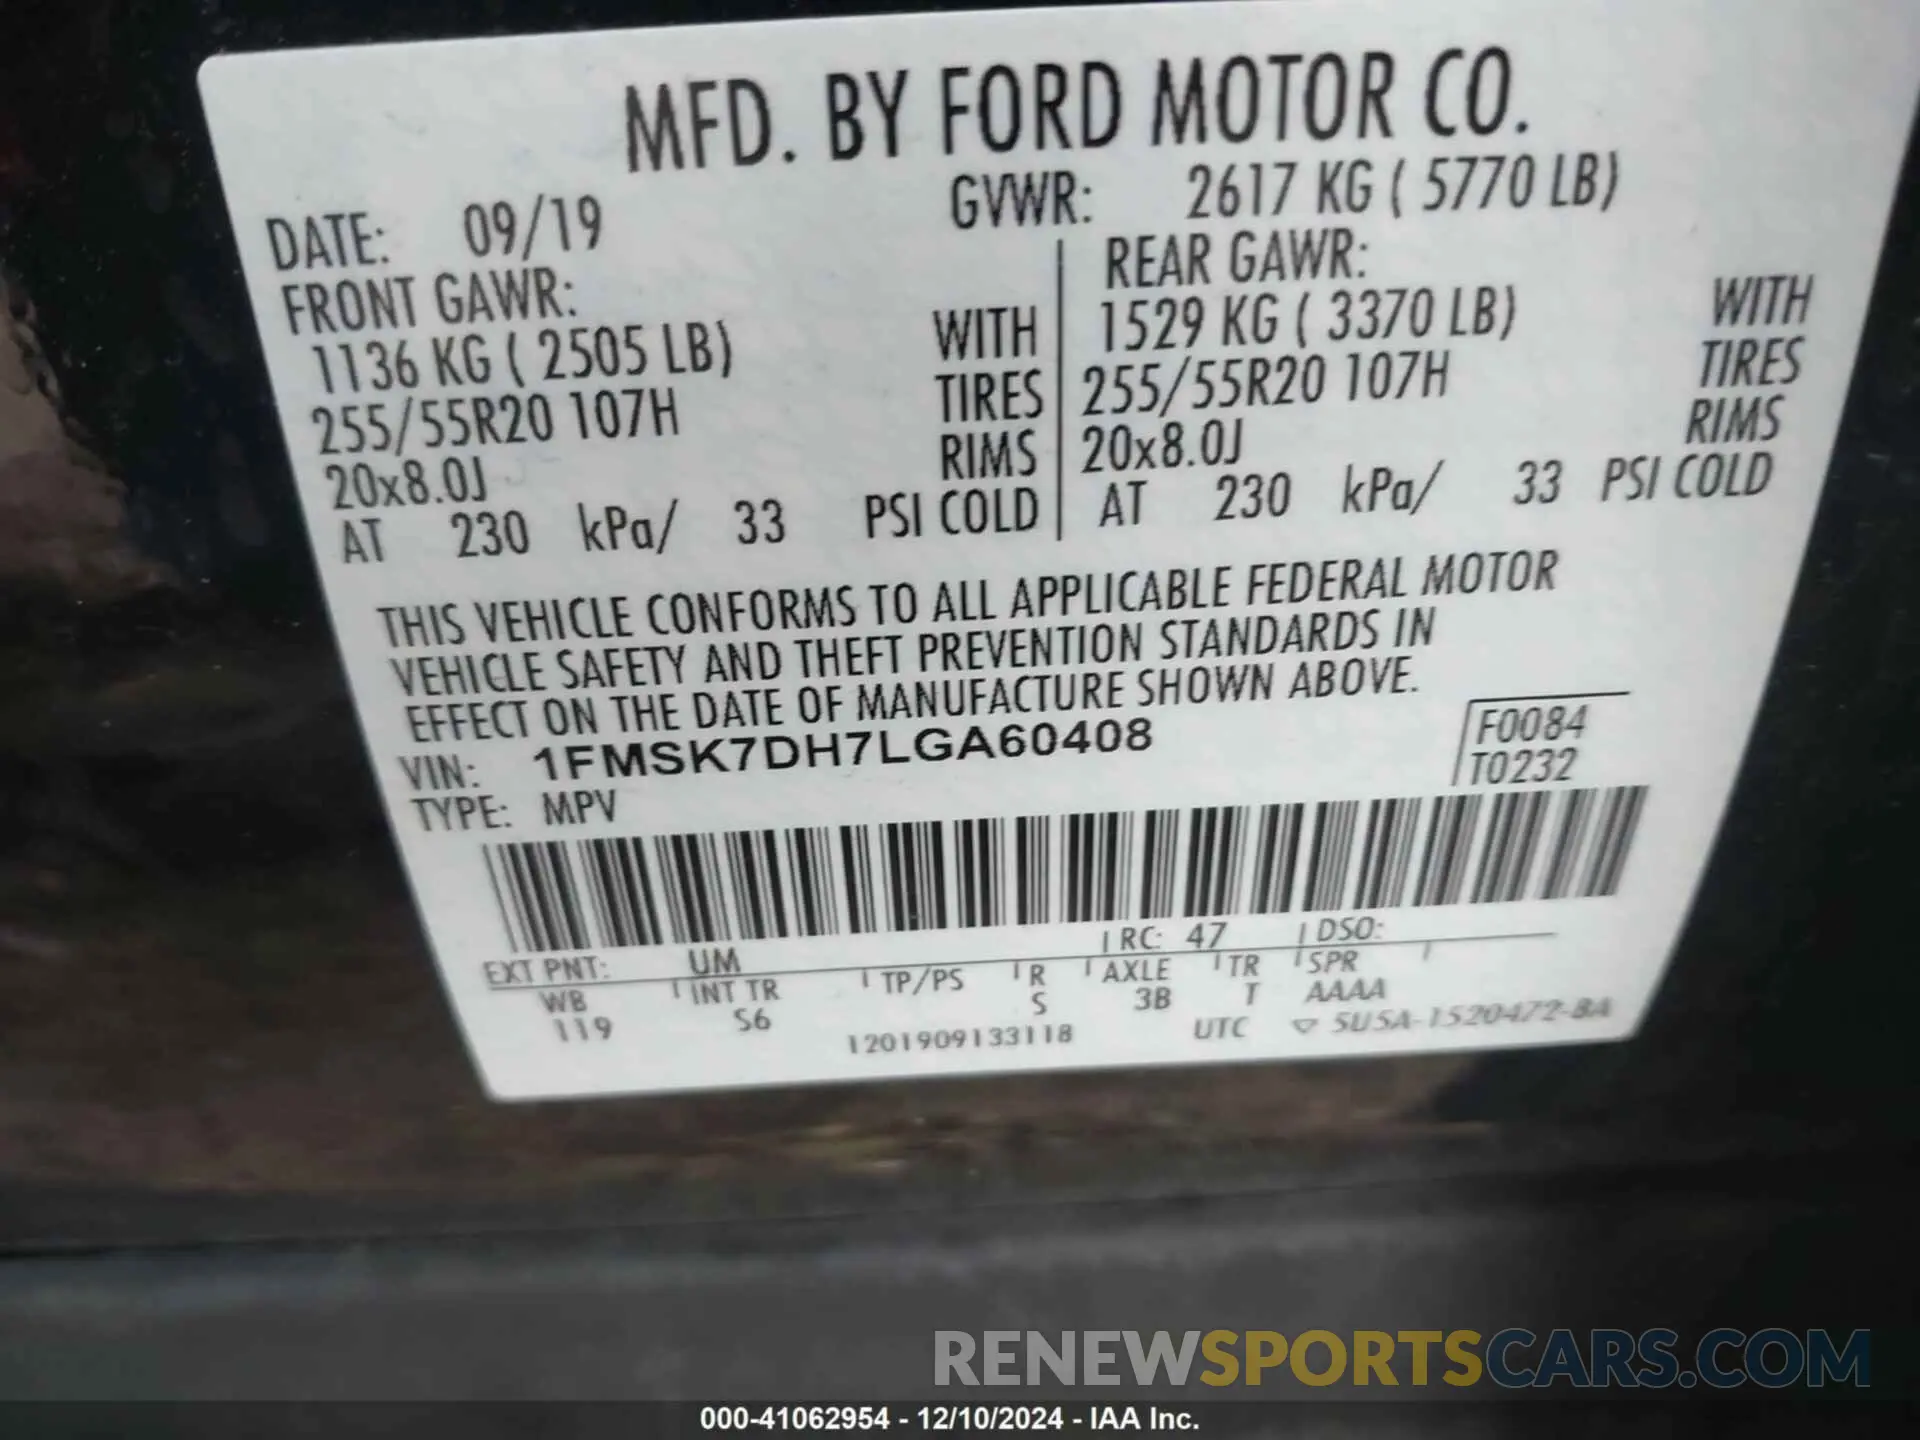 MFD. BY FORD MOTOR CO.
DATE: 09/19 GVWR: 2617 KG ( 5770 LB)
FRONT GAWR: REAR GAWR:
1136 KG ( 2505 LB) WITH 1529 KG ( 3370 LB) WITH
255/55R20 107H TIRES 255/55R20 107H TIRES
20x8.0J RIMS 20x8.0J RIMS
AT 230 kPa/ 33 PSI COLD AT 230 kPa/ 33 PSI COLD
THIS VEHICLE CONFORMS TO ALL APPLICABLE FEDERAL MOTOR
VEHICLE SAFETY AND THEFT PREVENTION STANDARDS IN
EFFECT ON THE DATE OF MANUFACTURE SHOWN ABOVE.
VIN: 1FMSK7DH7LGA60408 F0084
TYPE: MPV T0232
EXT PNT: UM RC: 47 DSO:
WB INT TR TP/PS R AXLE TR SPR
119 S6 S 3B T AAAA
1201909133118 UTC ▽ 5U5A-1520472-BA
RENEWSPORTSCARS.COM
000-41062954 - 12/10/2024 - IAA Inc.